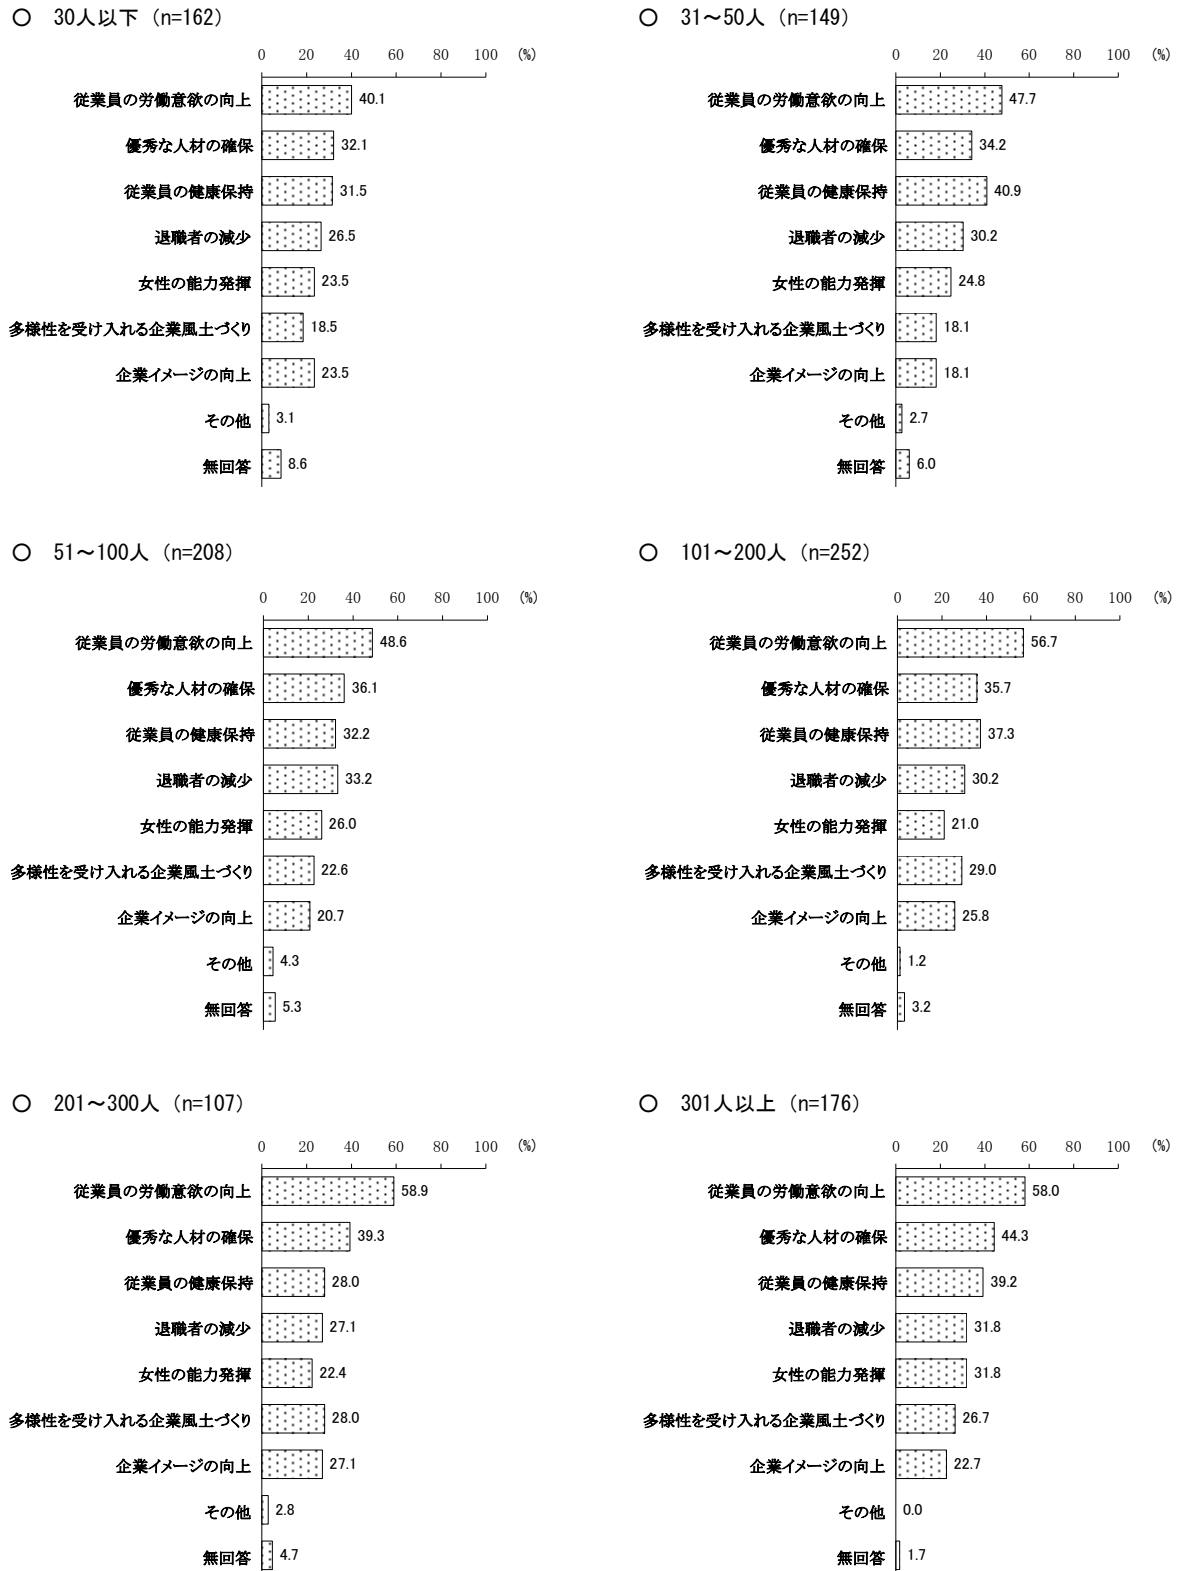 ○ 30人以下（n=162）
0 20 40 60 80 100 (%)
従業員の労働意欲の向上 40.1
優秀な人材の確保 32.1
従業員の健康保持 31.5
退職者の減少 26.5
女性の能力発揮 23.5
多様性を受け入れる企業風土づくり 18.5
企業イメージの向上 23.5
その他 3.1
無回答 8.6
○ 31～50人（n=149）
0 20 40 60 80 100 (%)
従業員の労働意欲の向上 47.7
優秀な人材の確保 34.2
従業員の健康保持 40.9
退職者の減少 30.2
女性の能力発揮 24.8
多様性を受け入れる企業風土づくり 18.1
企業イメージの向上 18.1
その他 2.7
無回答 6.0
○ 51～100人（n=208）
0 20 40 60 80 100 (%)
従業員の労働意欲の向上 48.6
優秀な人材の確保 36.1
従業員の健康保持 32.2
退職者の減少 33.2
女性の能力発揮 26.0
多様性を受け入れる企業風土づくり 22.6
企業イメージの向上 20.7
その他 4.3
無回答 5.3
○ 101～200人（n=252）
0 20 40 60 80 100 (%)
従業員の労働意欲の向上 56.7
優秀な人材の確保 35.7
従業員の健康保持 37.3
退職者の減少 30.2
女性の能力発揮 21.0
多様性を受け入れる企業風土づくり 29.0
企業イメージの向上 25.8
その他 1.2
無回答 3.2
○ 201～300人（n=107）
0 20 40 60 80 100 (%)
従業員の労働意欲の向上 58.9
優秀な人材の確保 39.3
従業員の健康保持 28.0
退職者の減少 27.1
女性の能力発揮 22.4
多様性を受け入れる企業風土づくり 28.0
企業イメージの向上 27.1
その他 2.8
無回答 4.7
○ 301人以上（n=176）
0 20 40 60 80 100 (%)
従業員の労働意欲の向上 58.0
優秀な人材の確保 44.3
従業員の健康保持 39.2
退職者の減少 31.8
女性の能力発揮 31.8
多様性を受け入れる企業風土づくり 26.7
企業イメージの向上 22.7
その他 0.0
無回答 1.7